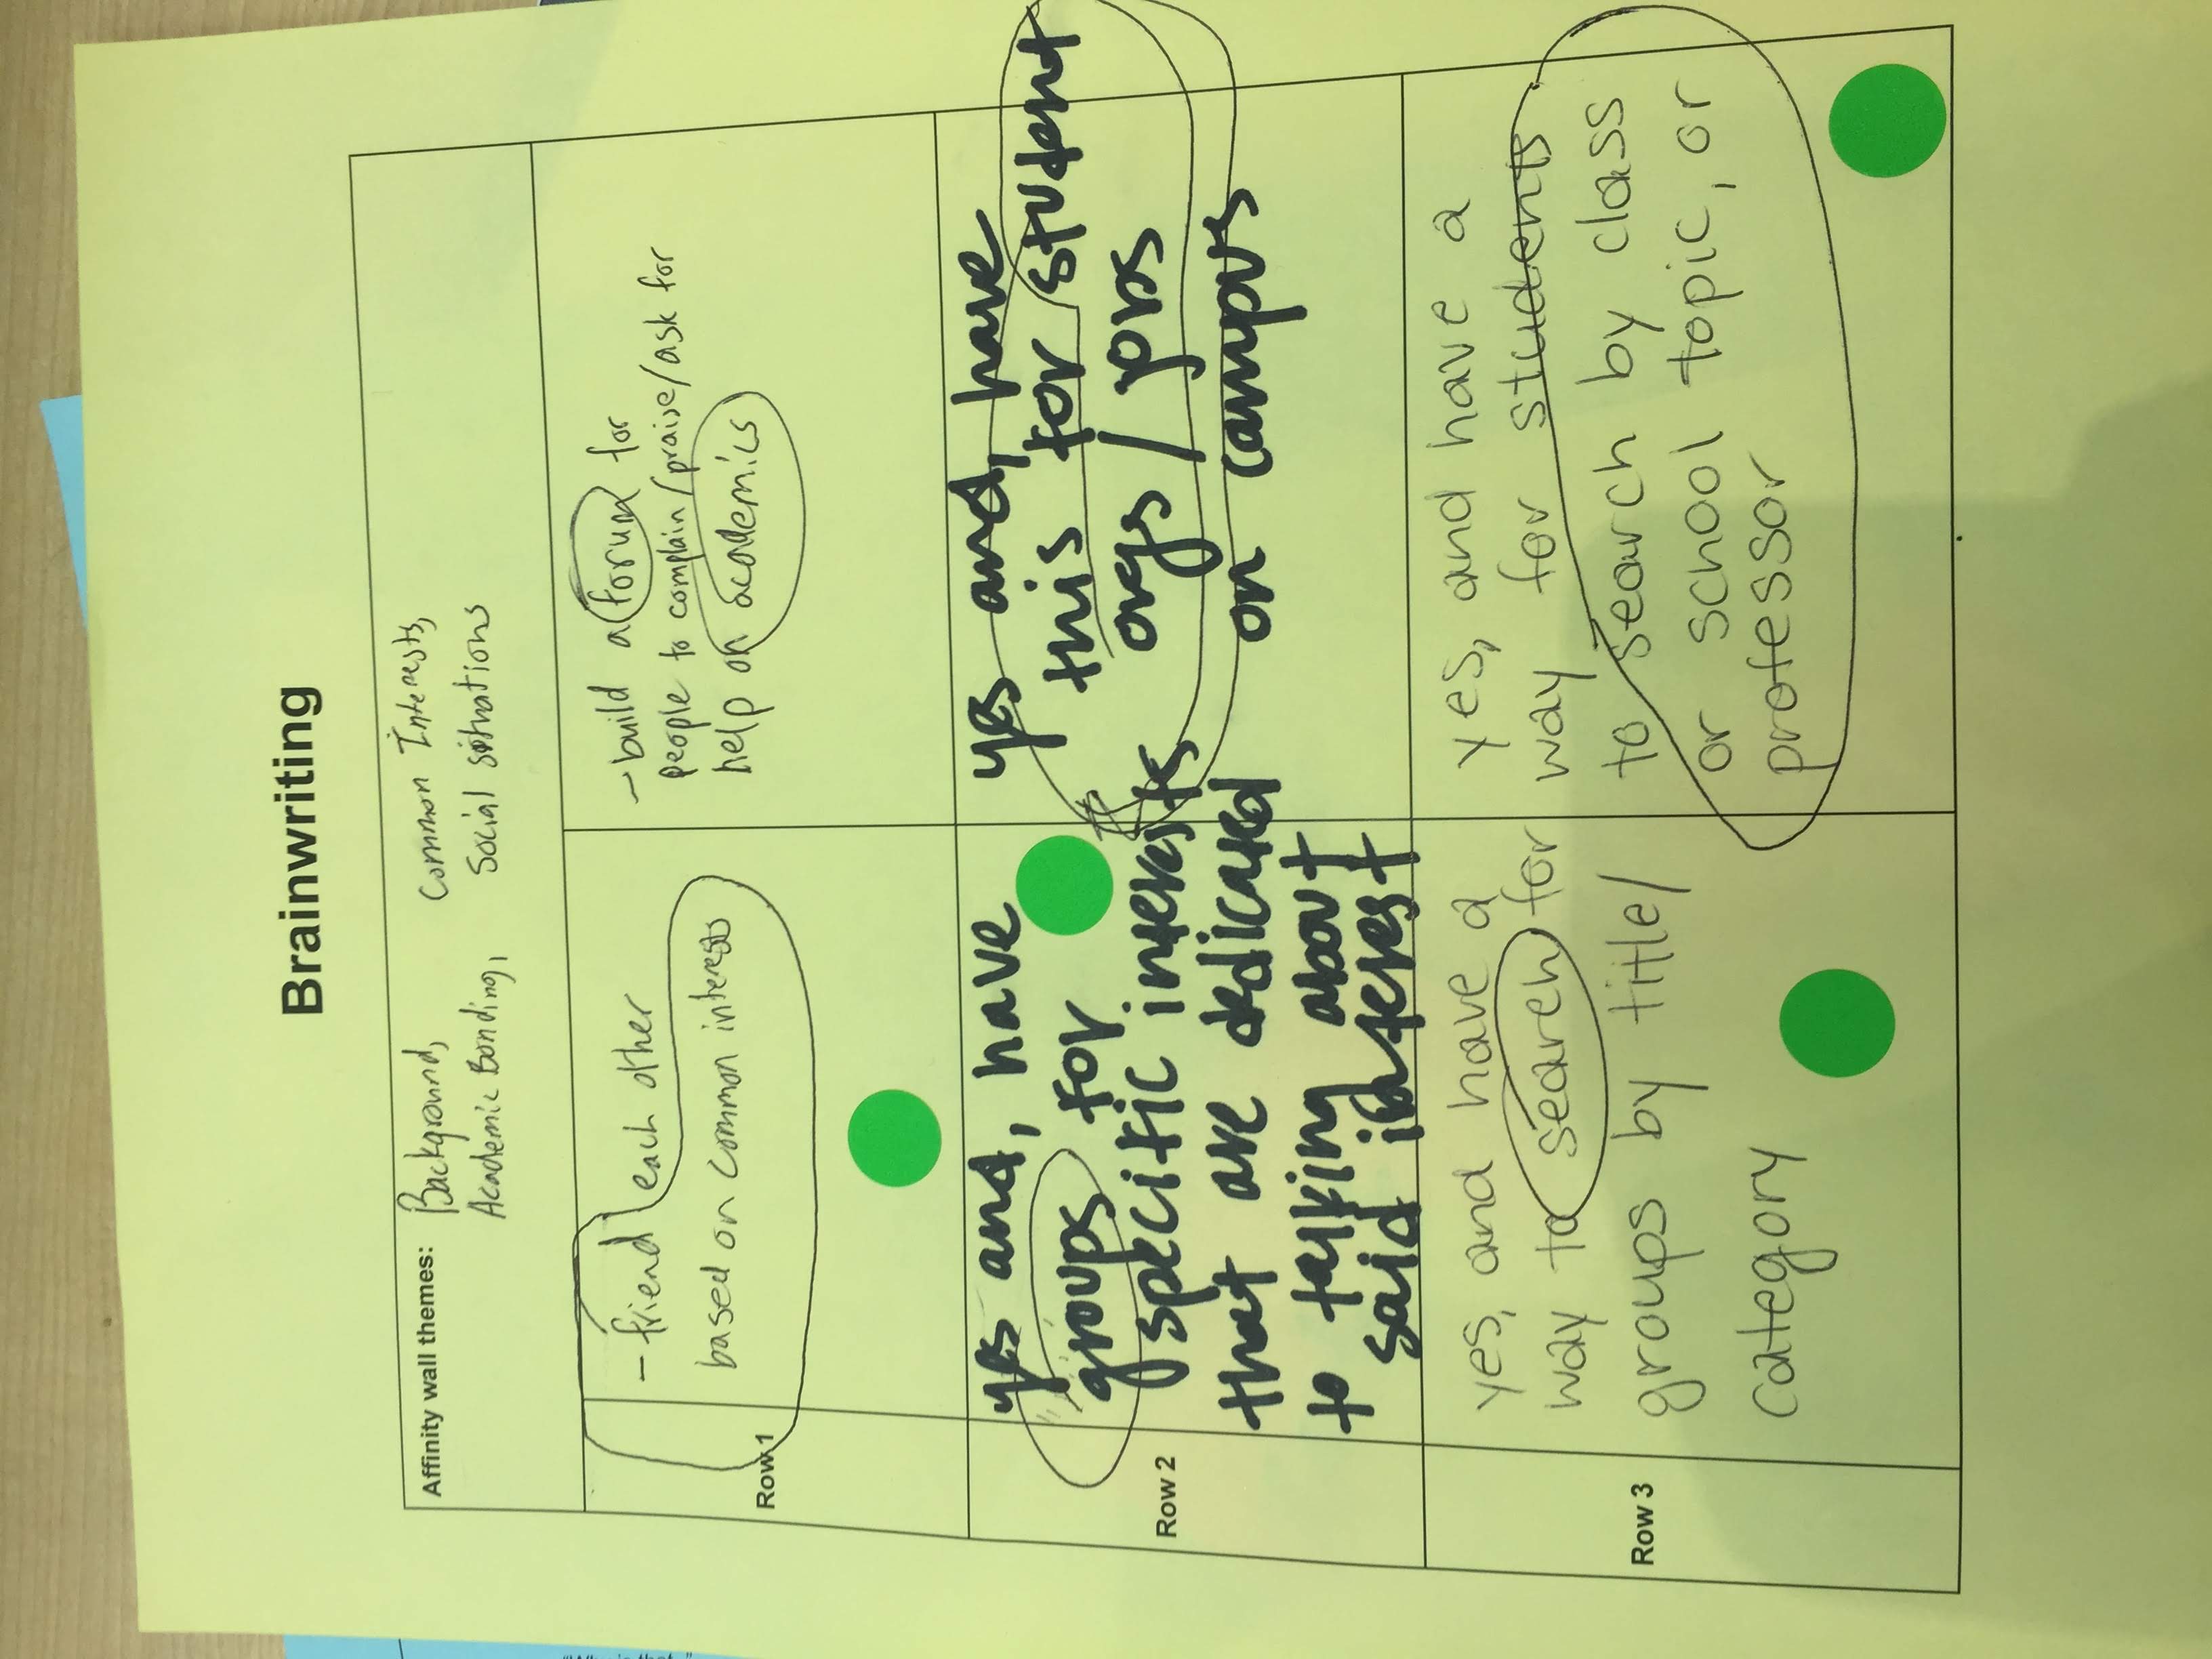 Brainwriting
Affinity wall themes: Background, Common Interests,
Academic Bonding, Social situations
Row 1
- friend each other
based on common interests
- build a forum for
people to complain/praise/ask for
help on academics
Row 2
yes and, have
groups for
specific interests
that are dedicated
to talking about
said interest
yes and, have
this for student
orgs / jobs
on campus
Row 3
yes, and have a
way to search for
groups by title/
category
yes, and have a
way for students
to search by class
or school topic, or
professor